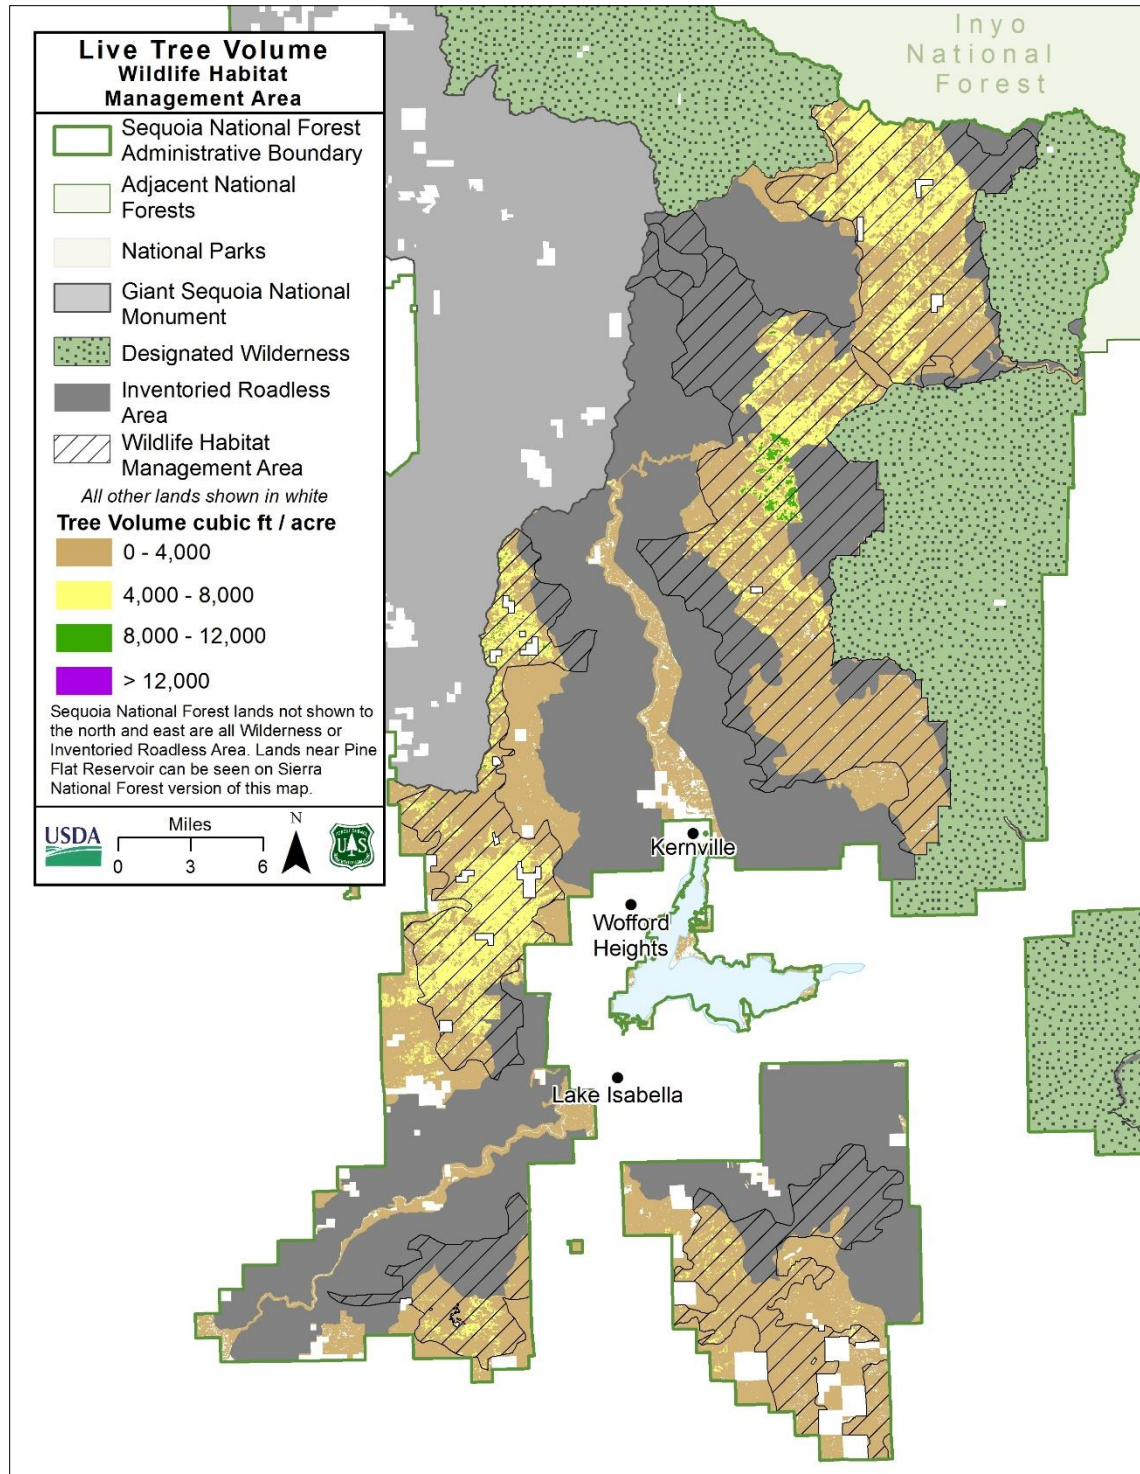 Live Tree Volume
Wildlife Habitat
Management Area
Sequoia National Forest
Administrative Boundary
Adjacent National
Forests
National Parks
Giant Sequoia National
Monument
Designated Wilderness
Inventoried Roadless
Area
Wildlife Habitat
Management Area
All other lands shown in white
Tree Volume cubic ft / acre
0 - 4,000
4,000 - 8,000
8,000 - 12,000
> 12,000
Sequoia National Forest lands not shown to
the north and east are all Wilderness or
Inventoried Roadless Area. Lands near Pine
Flat Reservoir can be seen on Sierra
National Forest version of this map.
USDA
Miles
0 3 6
N
U S
Inyo
National
Forest
Kernville
Wofford
Heights
Lake Isabella